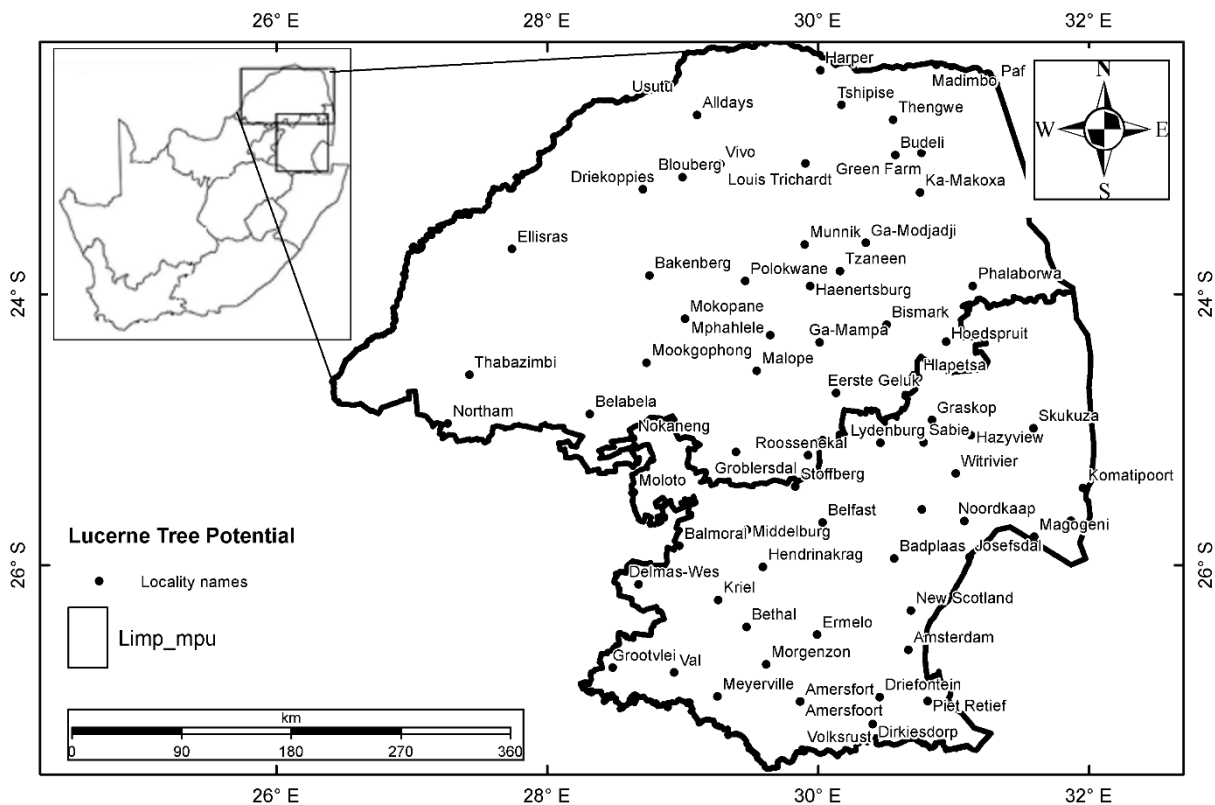 26° E 28° E 30° E 32° E
Harper
Paf
Madimbo
N
W E
S
Usutu
Alldays
Tshipise
Thengwe
Budeli
Vivo
Blouberg
Green Farm
Louis Trichardt
Driekoppies
Ka-Makoxa
Ellisras
Munnik
Ga-Modjadji
Tzaneen
Bakenberg
Polokwane
Haenertsburg
Phalaborwa
24° S 24° S
Mokopane
Mphahlele
Bismark
Ga-Mampa
Hoedspruit
Mookgophong
Malope
Thabazimbi
Hlapetsa
Eerste Geluk
Northam
Belabela
Graskop
Skukuza
Nokaneng
Lydenburg
Sabie
Hazyview
Roossenekal
Groblersdal
Stoffberg
Witrivier
Komatipoort
Moloto
Belfast
Noordkaap
Magogeni
Balmoral
Middelburg
Badplaas
Josefsdal
Hendrinakrag
26° S 26° S
Delmas-Wes
Kriel
New Scotland
Bethal
Ermelo
Amsterdam
Grootvlei
Val
Morgenzon
Meyerville
Amersfort
Driefontein
Amersfoort
Piet Retief
Volksrust
Dirkiesdorp
Lucerne Tree Potential
Locality names
Limp_mpu
km
0 90 180 270 360
26° E 28° E 30° E 32° E